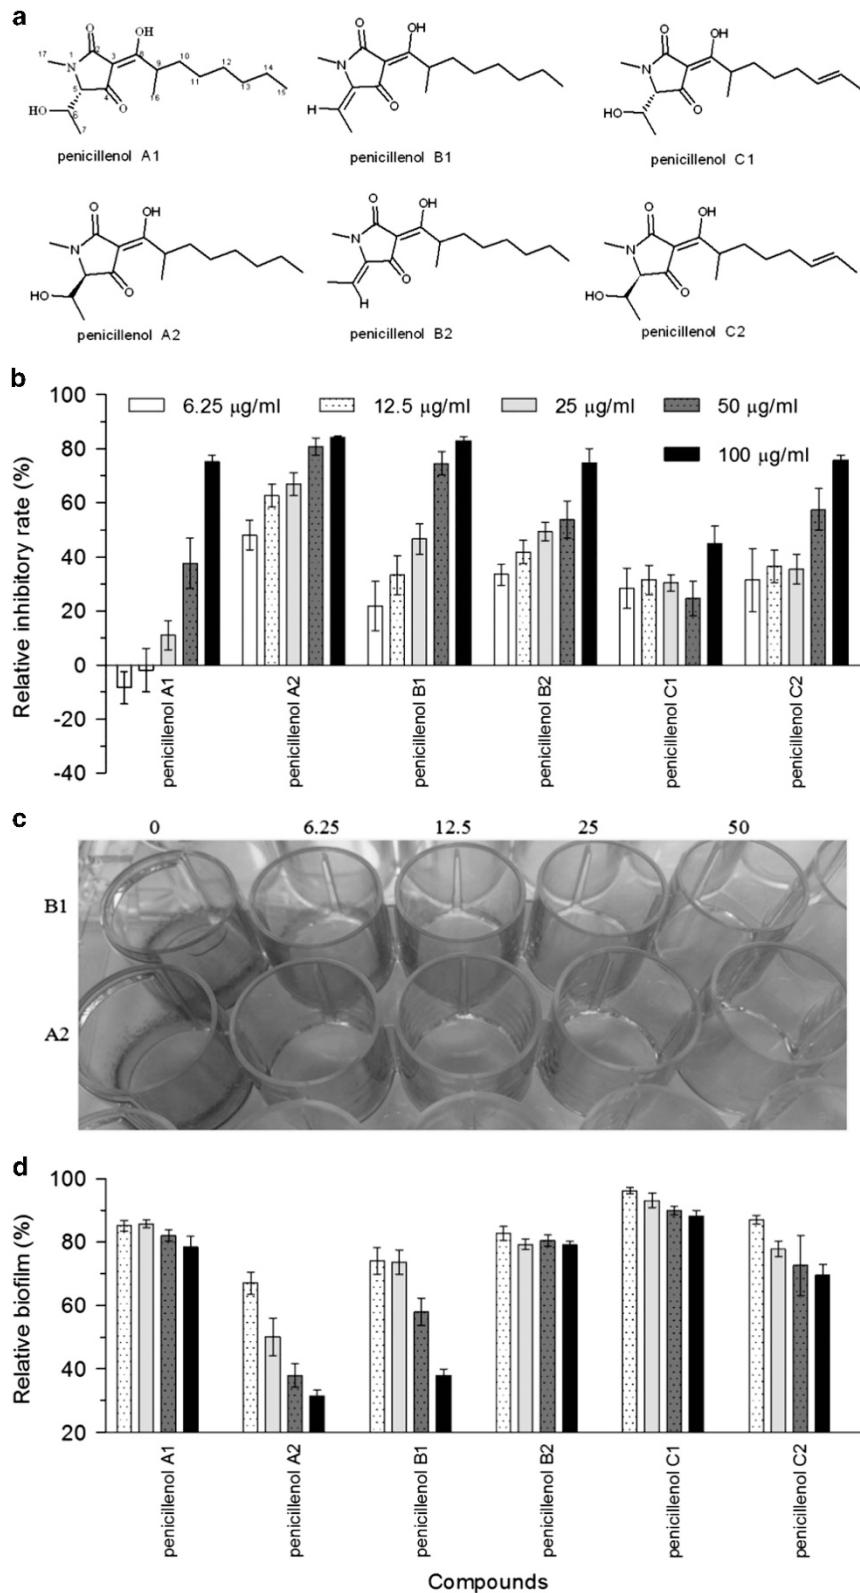 a
penicillenol A1
O
OH
17
1
2
N
3
8
9
10
12
14
5
4
11
13
15
16
HO
6
7
O
penicillenol B1
O
OH
N
O
H
penicillenol C1
O
OH
N
O
HO
penicillenol A2
O
OH
N
O
HO
penicillenol B2
O
OH
N
O
H
penicillenol C2
O
OH
N
O
HO
b
Relative inhibitory rate (%)
100
80
60
40
20
0
-20
-40
6.25 µg/ml
12.5 µg/ml
25 µg/ml
50 µg/ml
100 µg/ml
penicillenol A1
penicillenol A2
penicillenol B1
penicillenol B2
penicillenol C1
penicillenol C2
c
0 6.25 12.5 25 50
B1
A2
d
Relative biofilm (%)
100
80
60
40
20
penicillenol A1
penicillenol A2
penicillenol B1
penicillenol B2
penicillenol C1
penicillenol C2
Compounds